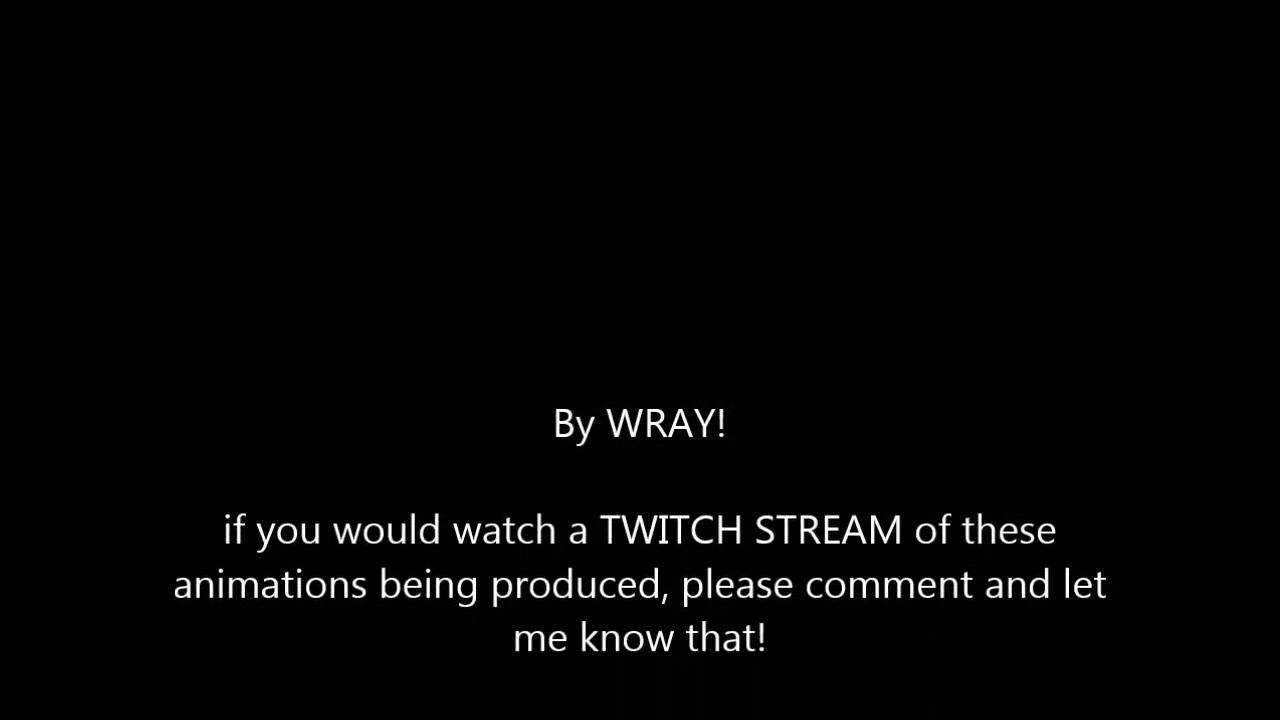 By WRAY!
if you would watch a TWITCH STREAM of these
animations being produced, please comment and let
me know that!